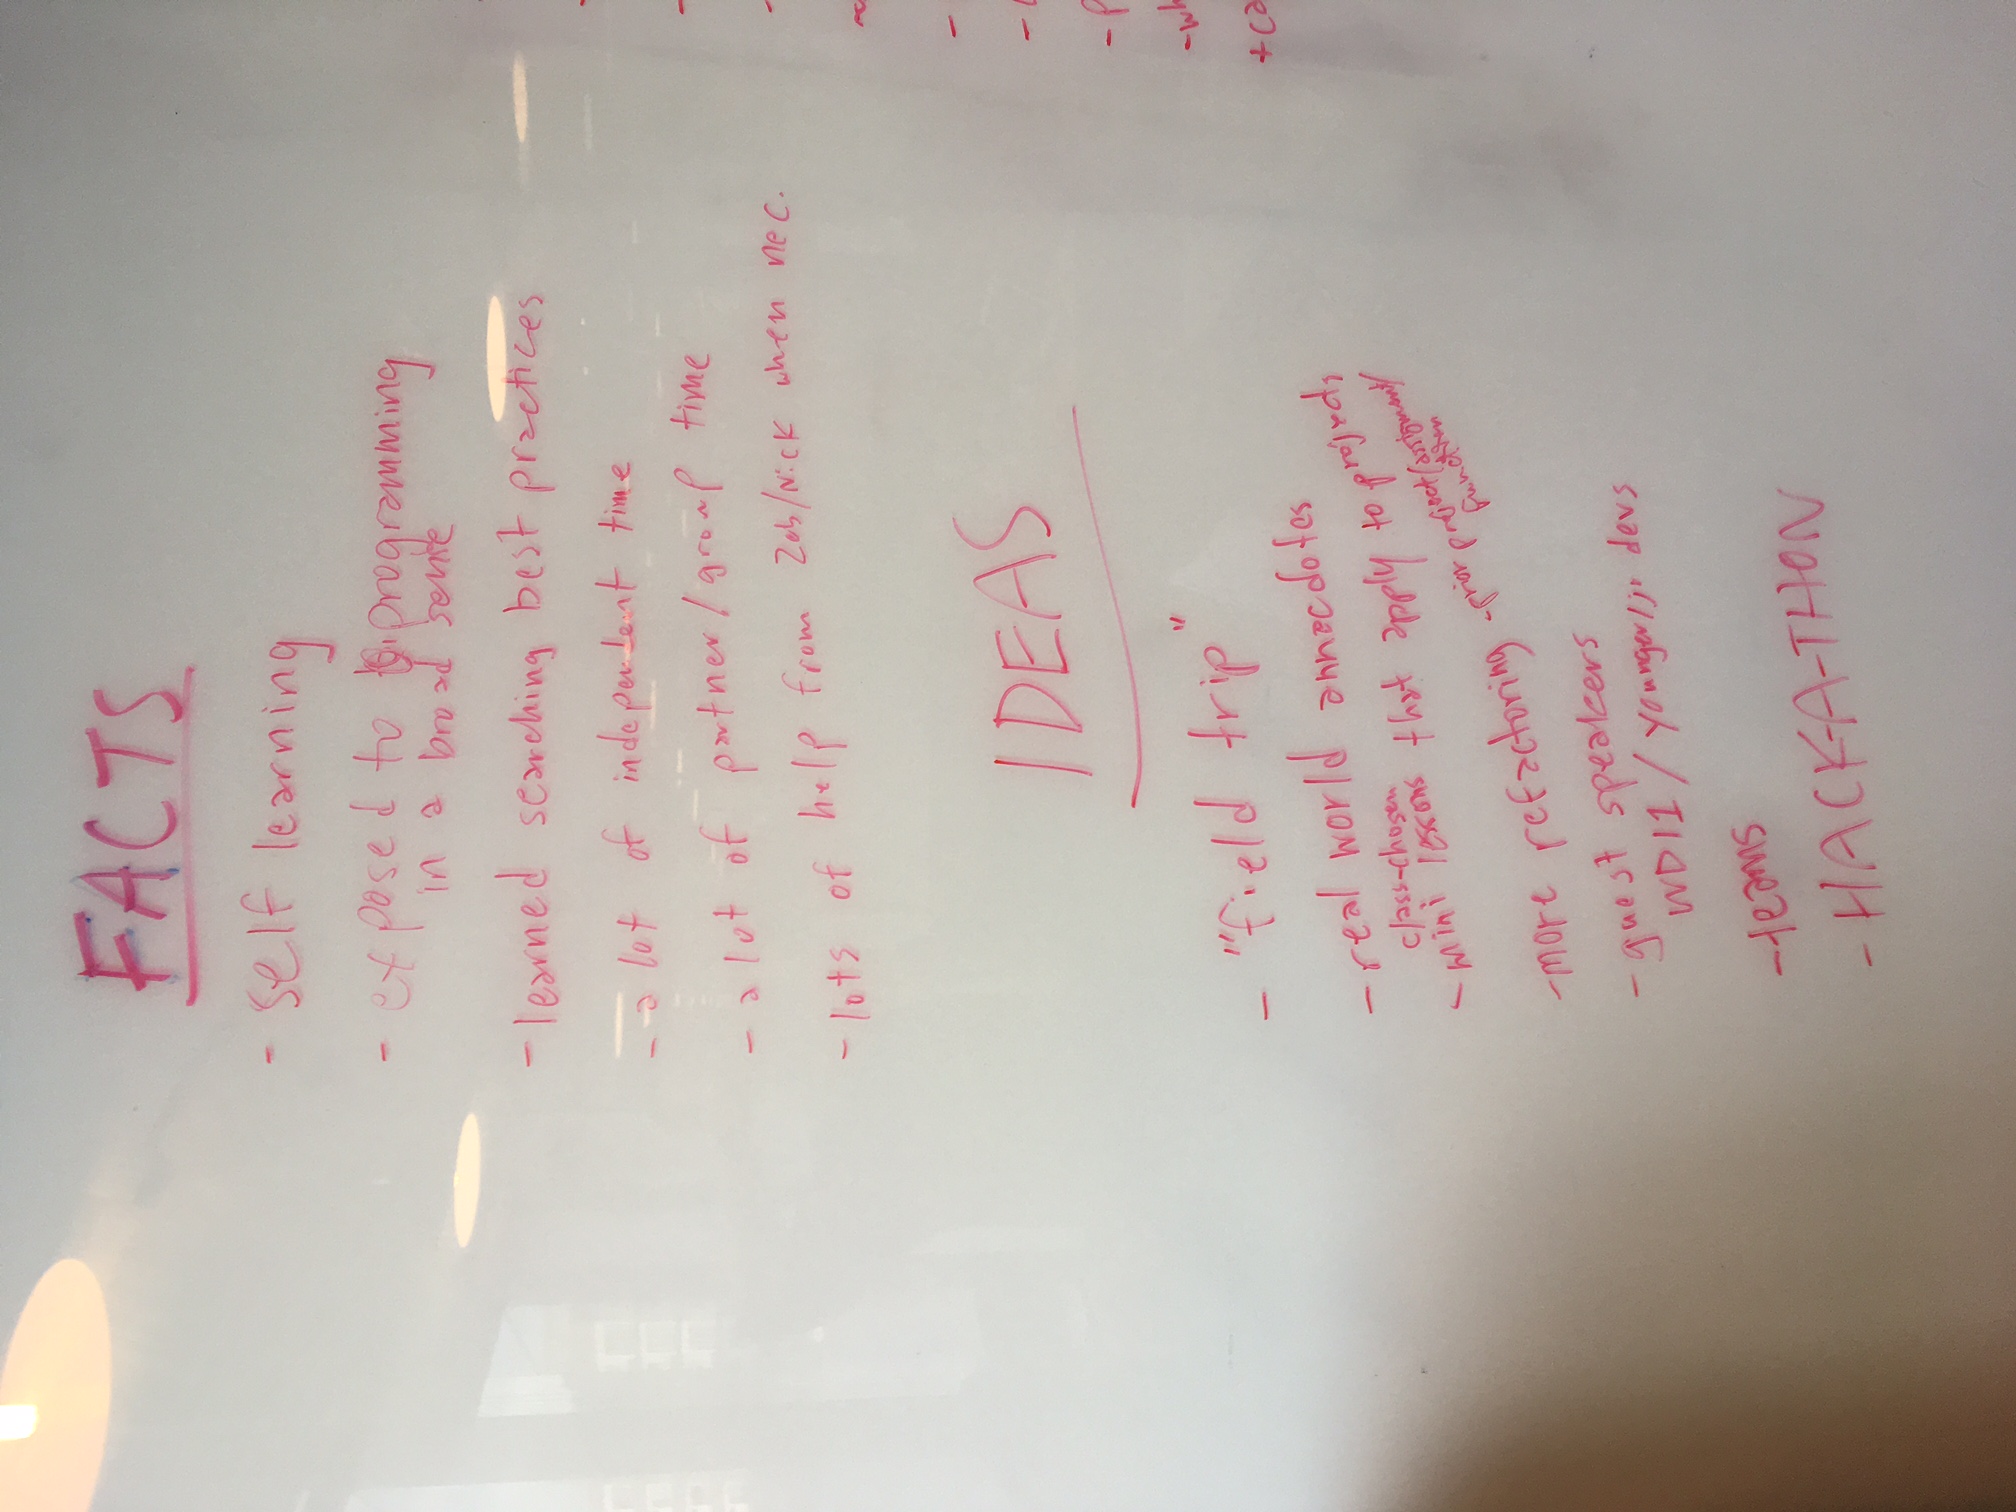 FACTS
- self learning
- exposed to programming
in a broad sense
- learned searching best practices
- a lot of independent time
- a lot of partner/group time
- lots of help from Zeb/Nick when nec.
IDEAS
- "field trip"
- real world annecdotes
class-chosen
- mini lessons that apply to projects
- more refactoring - prior project/assignment/
function
- guest speakers
WDI1 / younger/jr devs
- teams
- HACK-A-THON
- P
- wh
+ ca